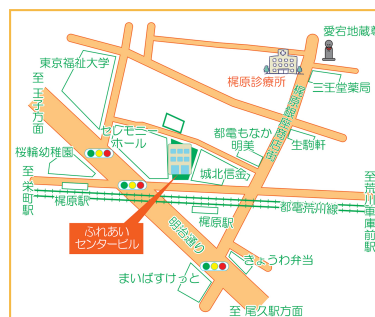 愛宕地蔵尊
東京福祉大学
梶原診療所
三王堂薬局
至 王子方面
セレモニー
ホール
都電もなか
明美
生駒軒
桜輪幼稚園
城北信金
至 栄町駅
至 荒川車庫前駅
梶原駅
梶原駅
都電荒川線
ふれあい
センタービル
明治通り
きょうわ弁当
まいばすけっと
至 尾久駅方面